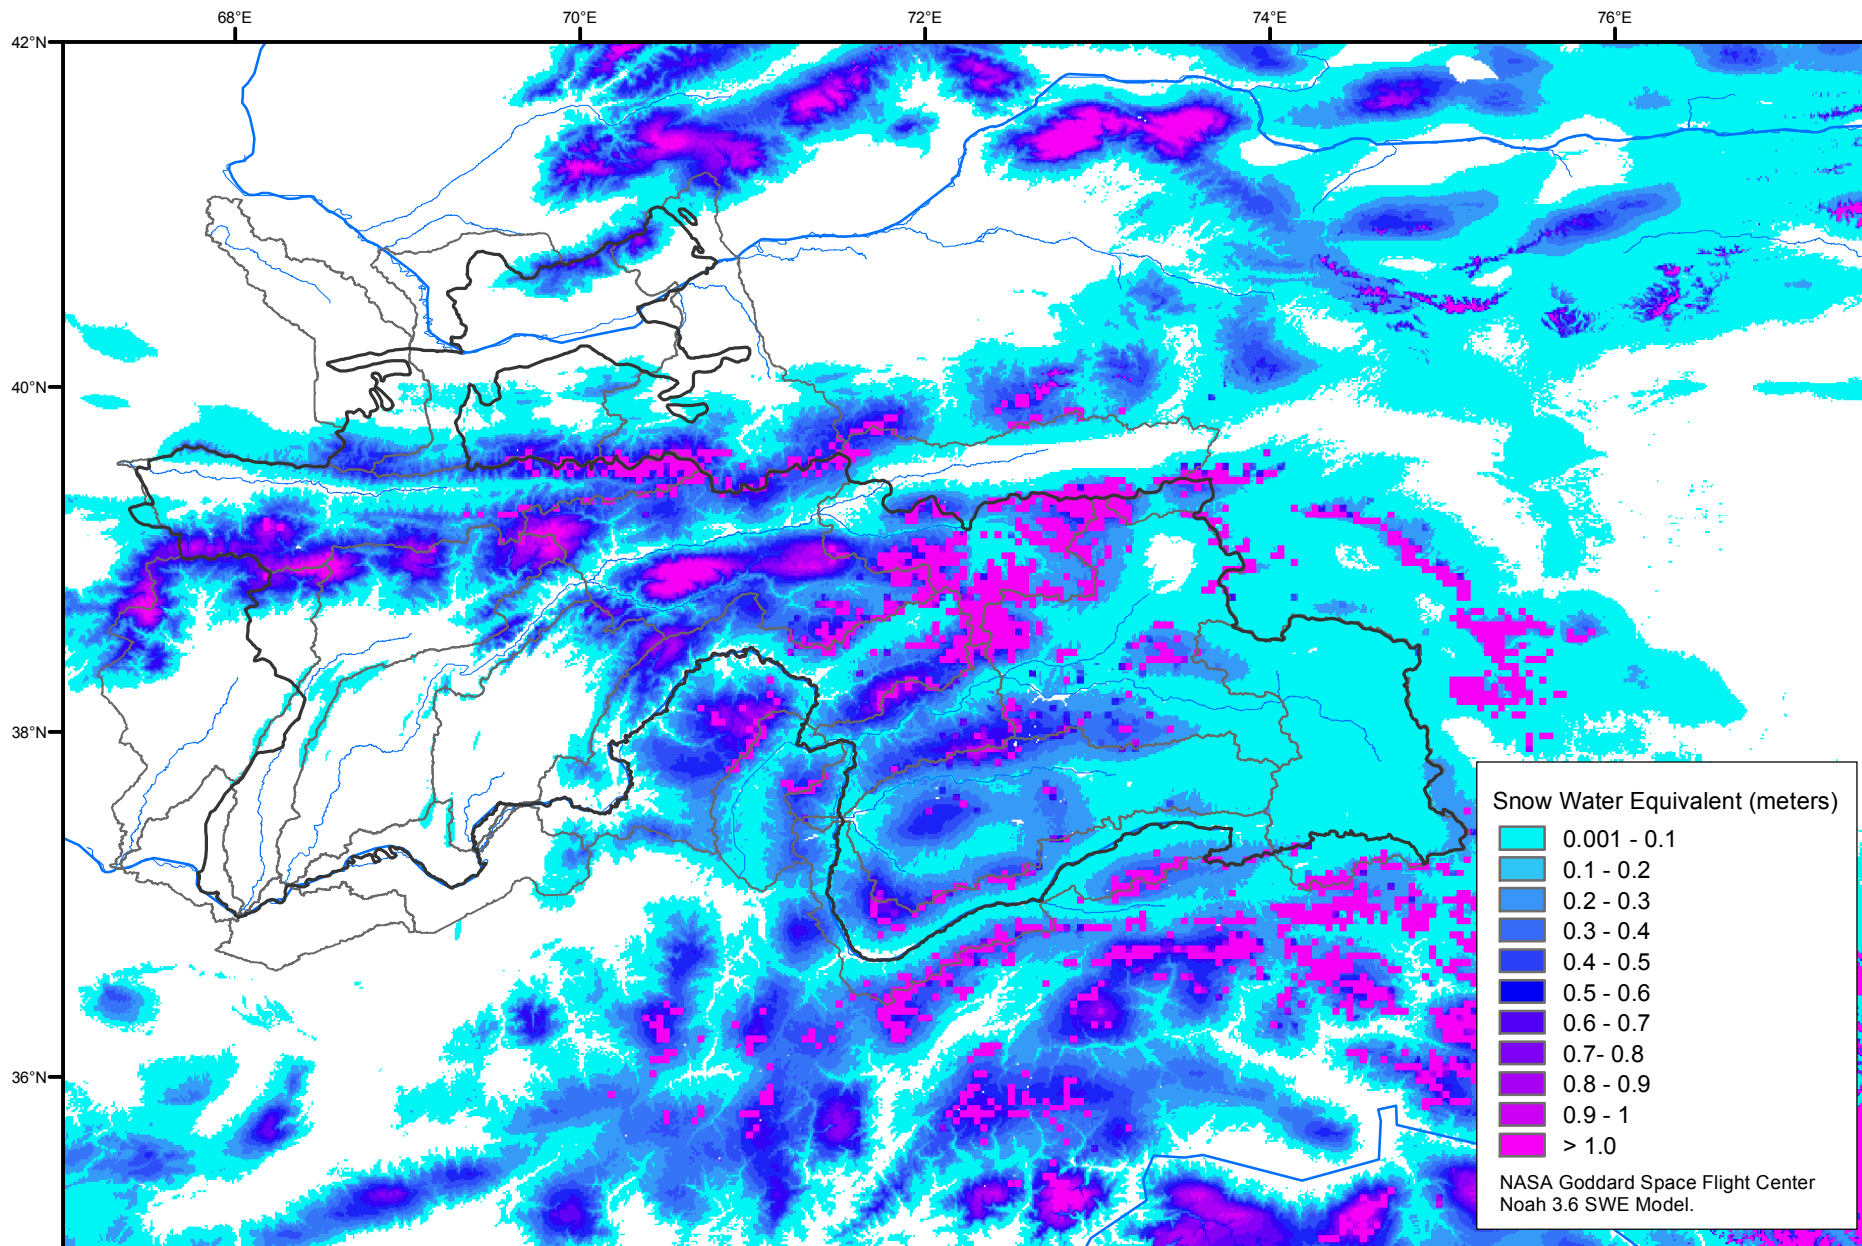 68°E 70°E 72°E 74°E 76°E
42°N
40°N
38°N
36°N
Snow Water Equivalent (meters)
0.001 - 0.1
0.1 - 0.2
0.2 - 0.3
0.3 - 0.4
0.4 - 0.5
0.5 - 0.6
0.6 - 0.7
0.7- 0.8
0.8 - 0.9
0.9 - 1
> 1.0
NASA Goddard Space Flight Center
Noah 3.6 SWE Model.